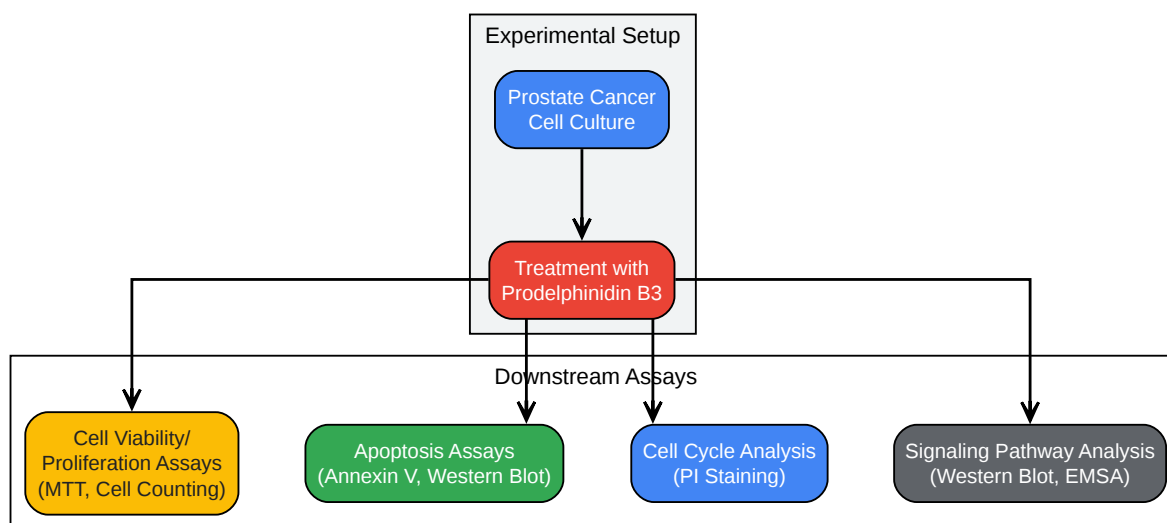 Experimental Setup
Prostate Cancer
Cell Culture
Treatment with
Prodelphinidin B3
Downstream Assays
Cell Viability/
Proliferation Assays
(MTT, Cell Counting)
Apoptosis Assays
(Annexin V, Western Blot)
Cell Cycle Analysis
(PI Staining)
Signaling Pathway Analysis
(Western Blot, EMSA)